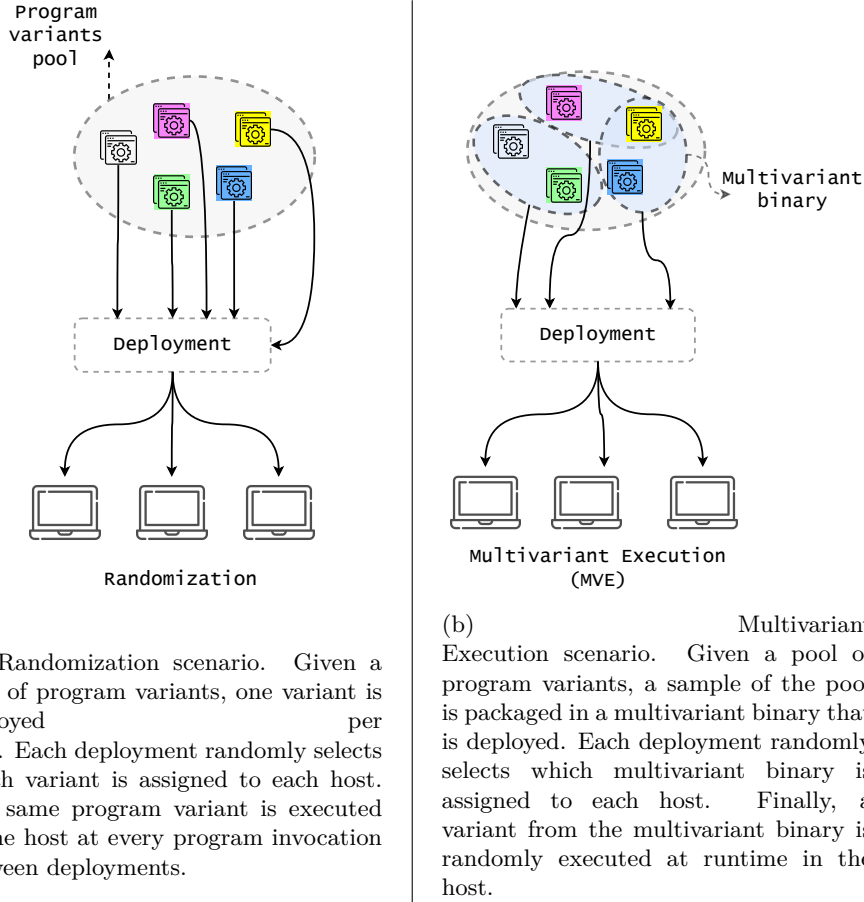 Program
variants
pool
Deployment
Randomization
Randomization scenario. Given a
of program variants, one variant is
per
. Each deployment randomly selects
variant is assigned to each host.
same program variant is executed
host at every program invocation
deployments.
Multivariant
binary
Deployment
Multivariant Execution
(MVE)
(b) Multivariant
Execution scenario. Given a pool of
program variants, a sample of the pool
is packaged in a multivariant binary that
is deployed. Each deployment randomly
selects which multivariant binary is
assigned to each host. Finally, a
variant from the multivariant binary is
randomly executed at runtime in the
host.